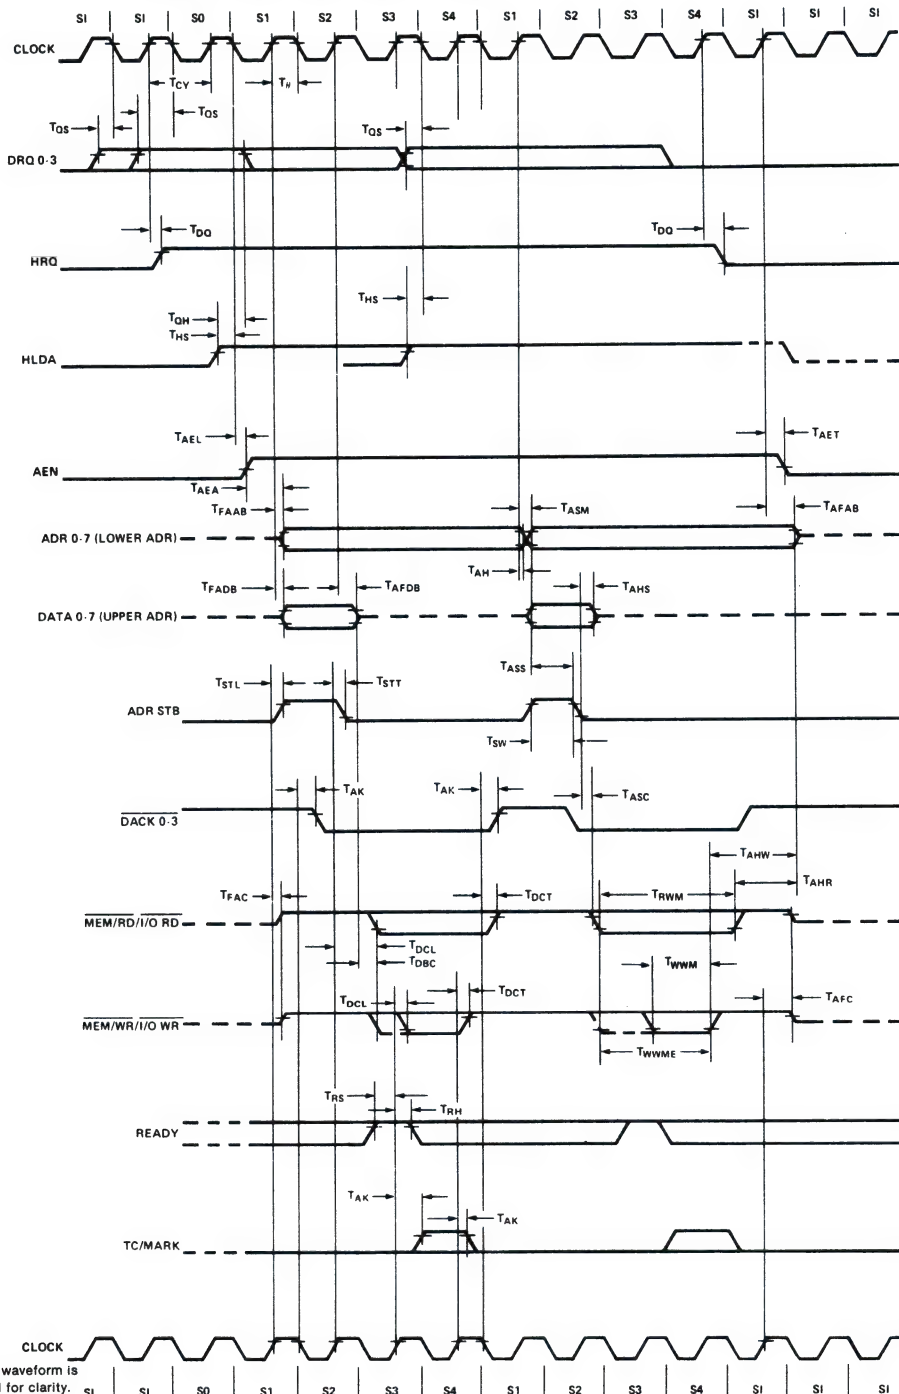 SI SI S0 S1 S2 S3 S4 S1 S2 S3 S4 SI SI SI
CLOCK
TCY Tθ
TQS TQS TQS
DRQ 0-3
TDQ TDQ
HRQ
THS
TQH
THS
HLDA
TAEL TAET
AEN
TAEA
TFAAB TASM TAFAB
ADR 0-7 (LOWER ADR)
TAH
TFADB TAFDB TAHS
DATA 0-7 (UPPER ADR)
TASS
TSTL TSTT
ADR STB
TSW
TAK TAK TASC
DACK 0-3
TAHW
TAHR
TFAC TDCT TRWM
MEM/RD/I/O RD
TDCL
TDBC
TWWM
TDCL TDCT
TAFC
MEM/WR/I/O WR
TWWME
TRS
TRH
READY
TAK
TAK
TC/MARK
CLOCK
waveform is
for clarity.
SI SI S0 S1 S2 S3 S4 S1 S2 S3 S4 SI SI SI